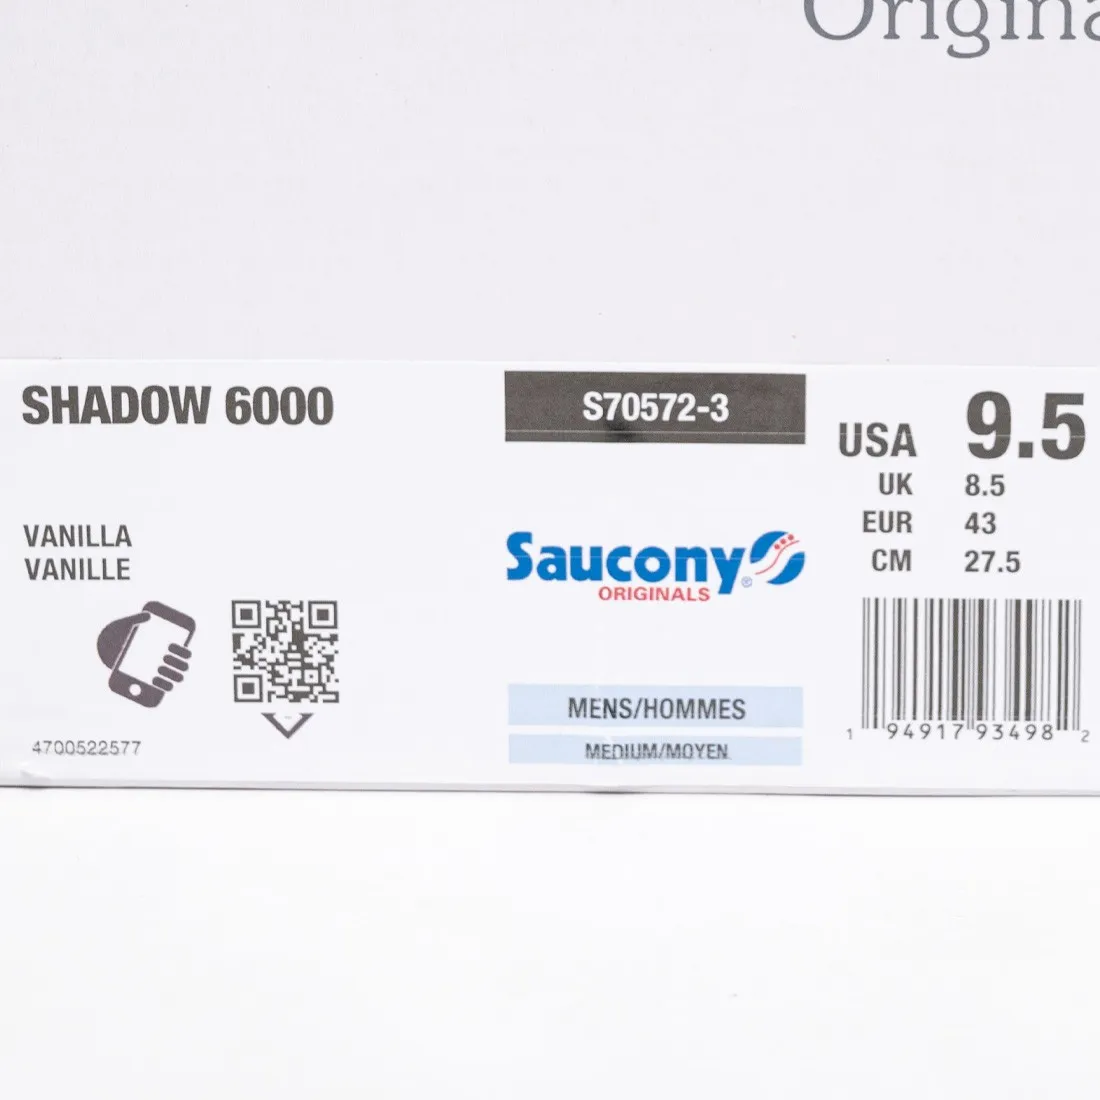 Origina
SHADOW 6000
S70572-3
USA 9.5
UK 8.5
EUR 43
CM 27.5
VANILLA
VANILLE
Saucony®
ORIGINALS
MENS/HOMMES
MEDIUM/MOYEN
4700522577
1 94917 93498 2